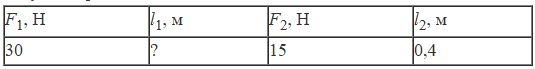 F₁, Н l₁, м F₂, Н l₂, м
30 ? 15 0,4